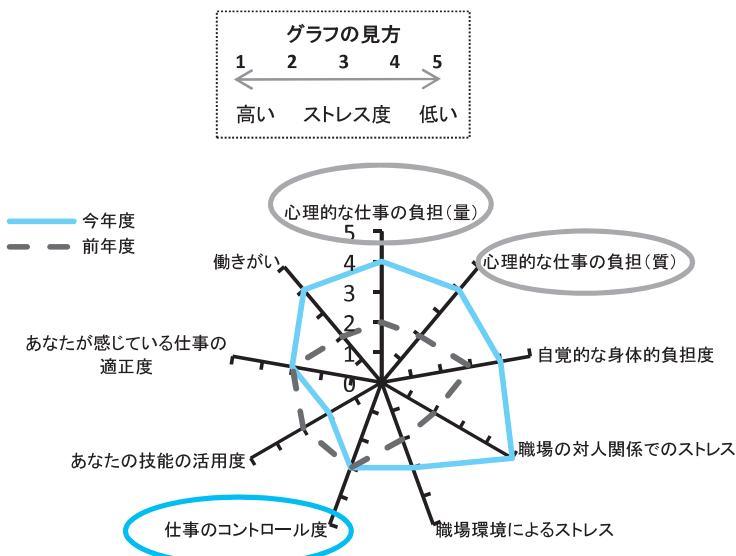 グラフの見方
1 2 3 4 5
高い ストレス度 低い
今年度
前年度
心理的な仕事の負担(量)
心理的な仕事の負担(質)
自覚的な身体的負担度
職場の対人関係でのストレス
職場環境によるストレス
仕事のコントロール度
あなたの技能の活用度
あなたが感じている仕事の
適正度
働きがい
5
4
3
2
1
0